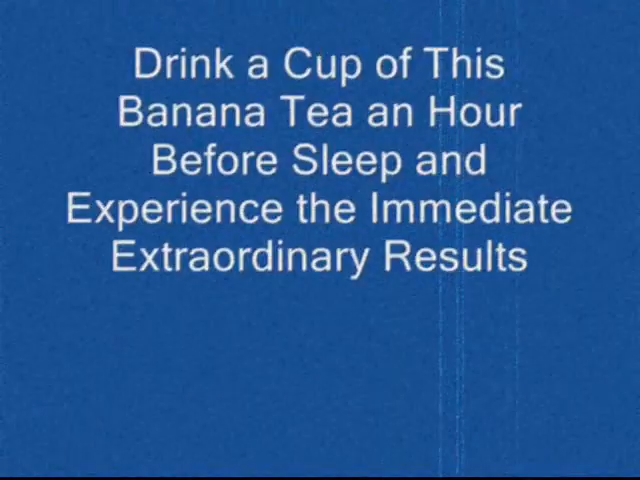 Drink a Cup of This
Banana Tea an Hour
Before Sleep and
Experience the Immediate
Extraordinary Results